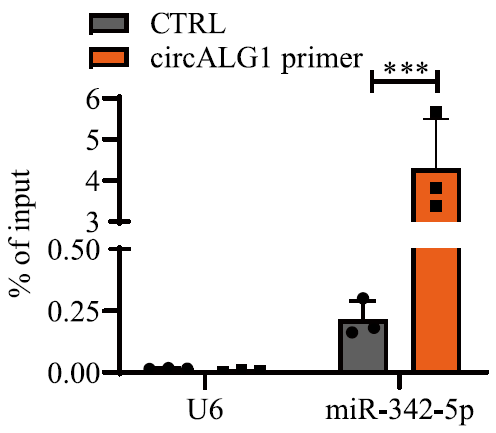 CTRL
circALG1 primer
***
6
5
4
3
0.50
0.25
0.00
% of input
U6
miR-342-5p